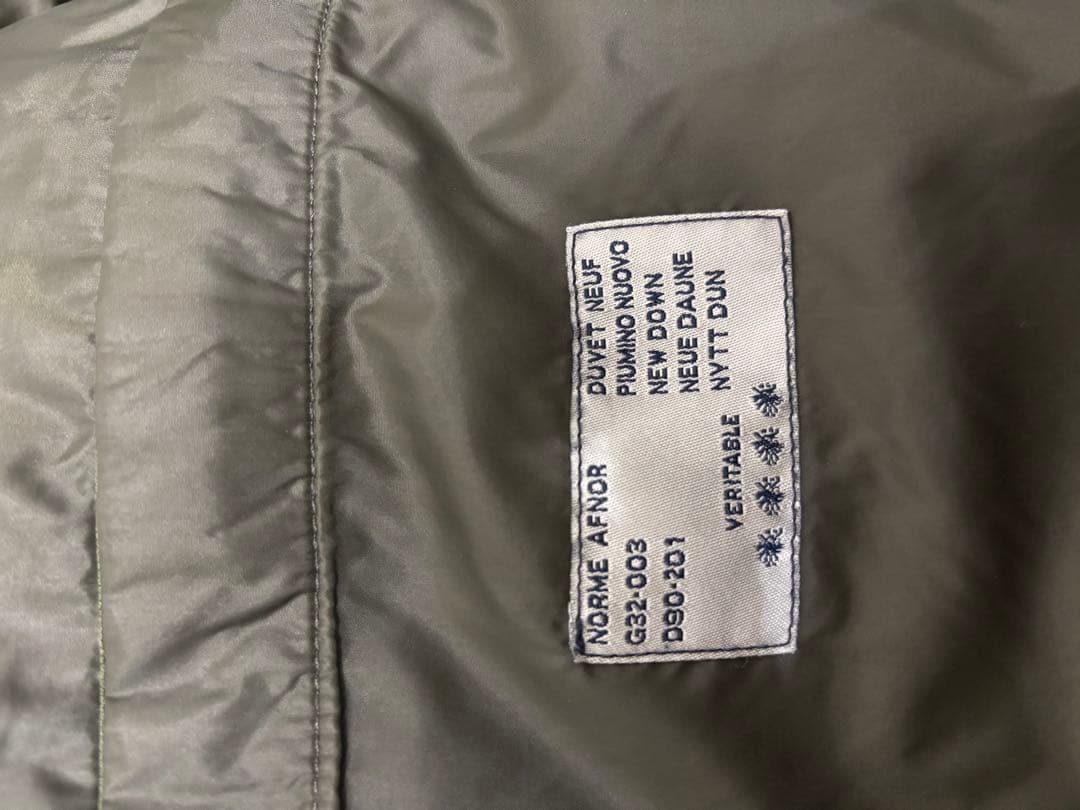 NORME AFNOR
G32-003
D90-201
DUVET NEUF
PIUMINO NUOVO
NEW DOWN
NEUE DAUNE
NYTT DUN
VERITABLE